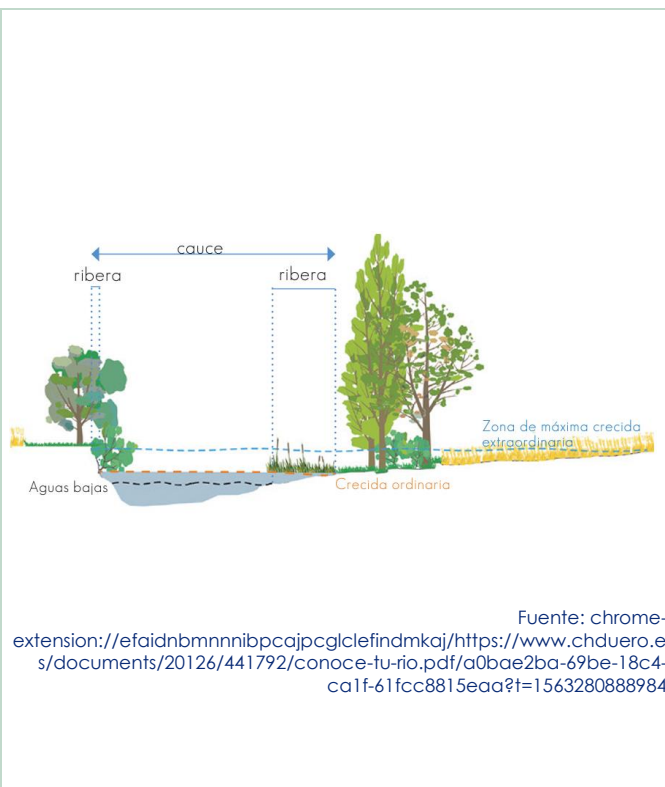 cauce
ribera
ribera
Zona de máxima crecida
extraordinaria
Aguas bajas
Crecida ordinaria
Fuente: chrome-
extension://efaidnbmnnnibpcajpcglclefindmkaj/https://www.chduero.e
s/documents/20126/441792/conoce-tu-rio.pdf/a0bae2ba-69be-18c4-
ca1f-61fcc8815eaa?t=1563280888984